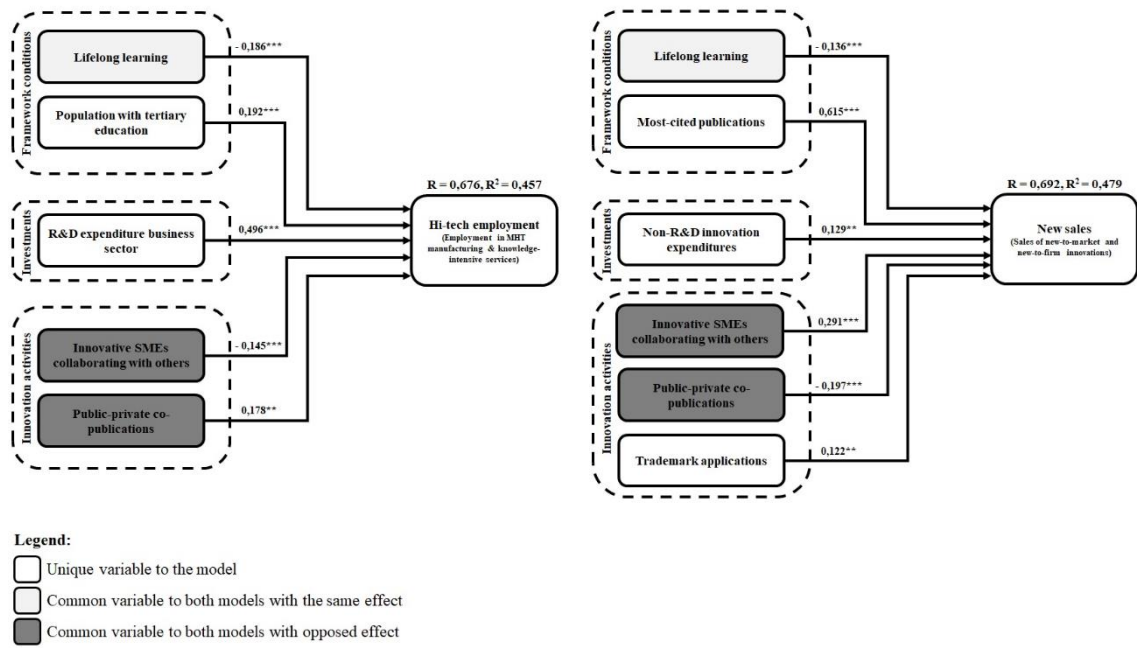 Framework conditions
Lifelong learning
- 0,186***
Population with tertiary
education
0,192***
Investments
R&D expenditure business
sector
0,496***
Innovation activities
Innovative SMEs
collaborating with others
- 0,145***
Public-private co-
publications
0,178**
R = 0,676, R² = 0,457
Hi-tech employment
(Employment in MHT
manufacturing & knowledge-
intensive services)
Framework conditions
Lifelong learning
- 0,136***
Most-cited publications
0,615***
Investments
Non-R&D innovation
expenditures
0,129**
Innovation activities
Innovative SMEs
collaborating with others
0,291***
Public-private co-
publications
- 0,197***
Trademark applications
0,122**
R = 0,692, R² = 0,479
New sales
(Sales of new-to-market and
new-to-firm innovations)
Legend:
Unique variable to the model
Common variable to both models with the same effect
Common variable to both models with opposed effect